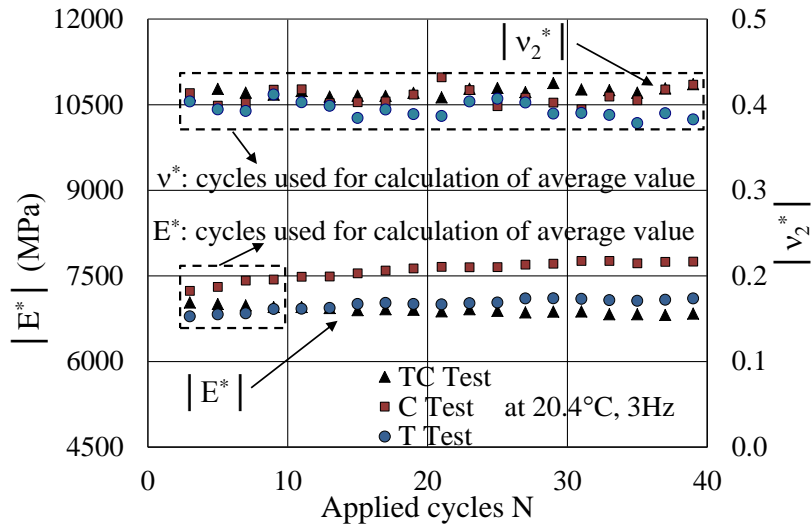 12000
10500
9000
7500
6000
4500
0.5
0.4
0.3
0.2
0.1
0.0
0
10
20
30
40
|E*| (MPa)
|ν2*|
Applied cycles N
|ν2*|
ν*: cycles used for calculation of average value
E*: cycles used for calculation of average value
|E*|
TC Test
C Test at 20.4°C, 3Hz
T Test